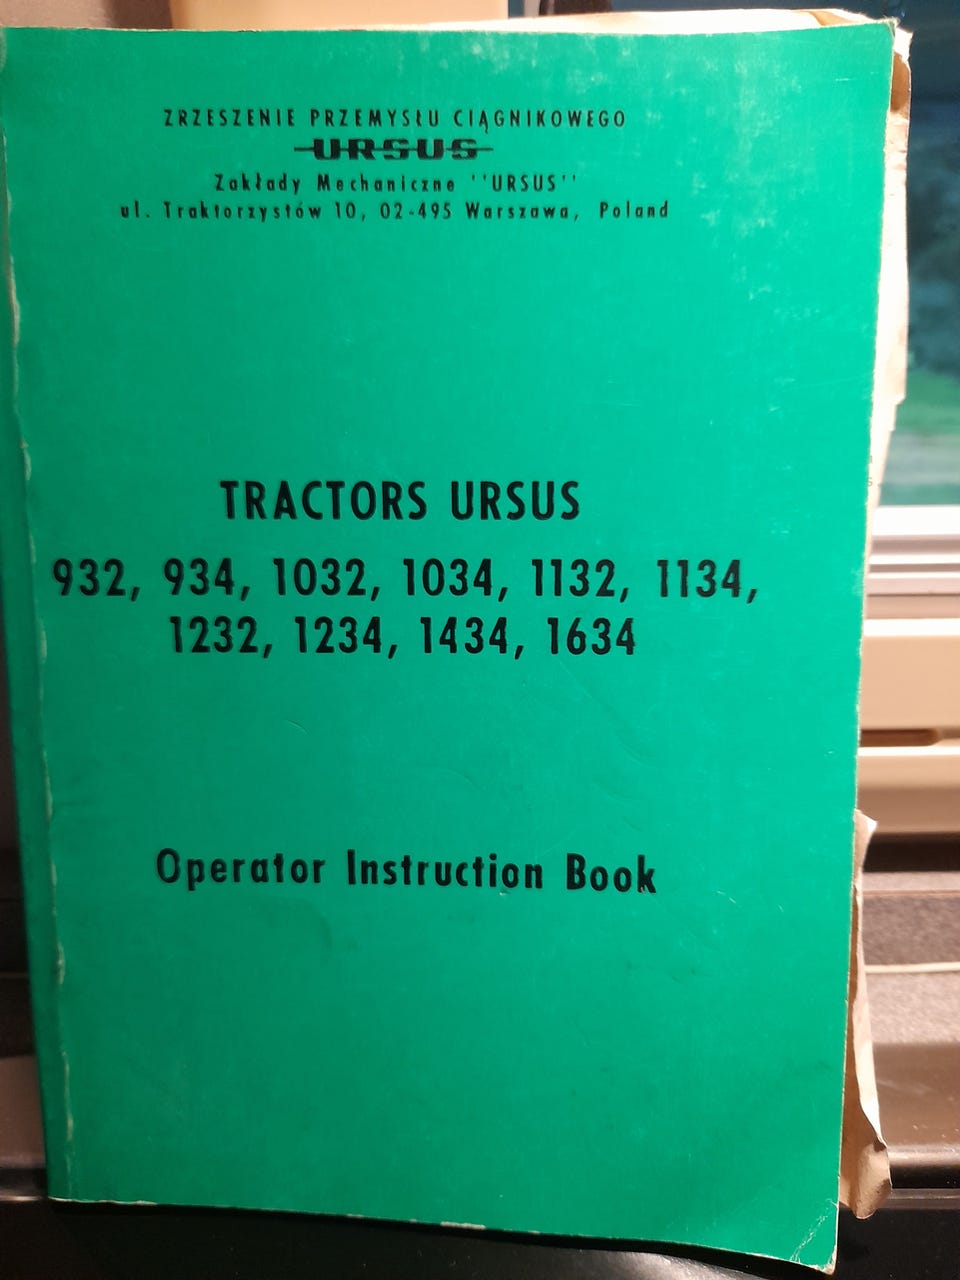 ZRZESZENIE PRZEMYSŁU CIĄGNIKOWEGO
URSUS
Zakłady Mechaniczne ''URSUS''
ul. Traktorzystów 10, 02-495 Warszawa, Poland
TRACTORS URSUS
932, 934, 1032, 1034, 1132, 1134,
1232, 1234, 1434, 1634
Operator Instruction Book